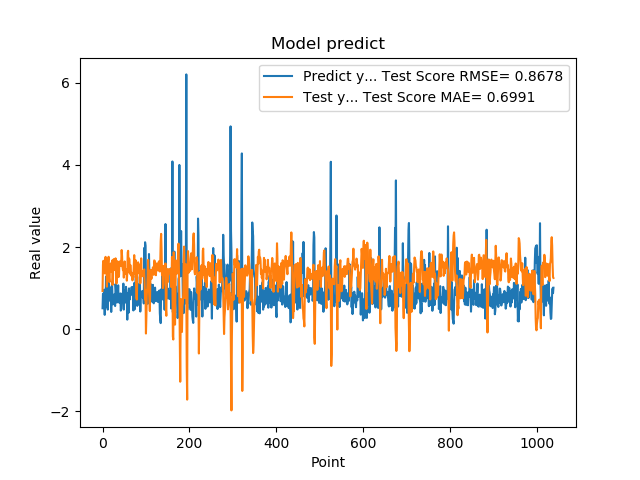 Model predict
Predict y... Test Score RMSE= 0.8678
Test y... Test Score MAE= 0.6991
Real value
6
4
2
0
−2
0 200 400 600 800 1000
Point